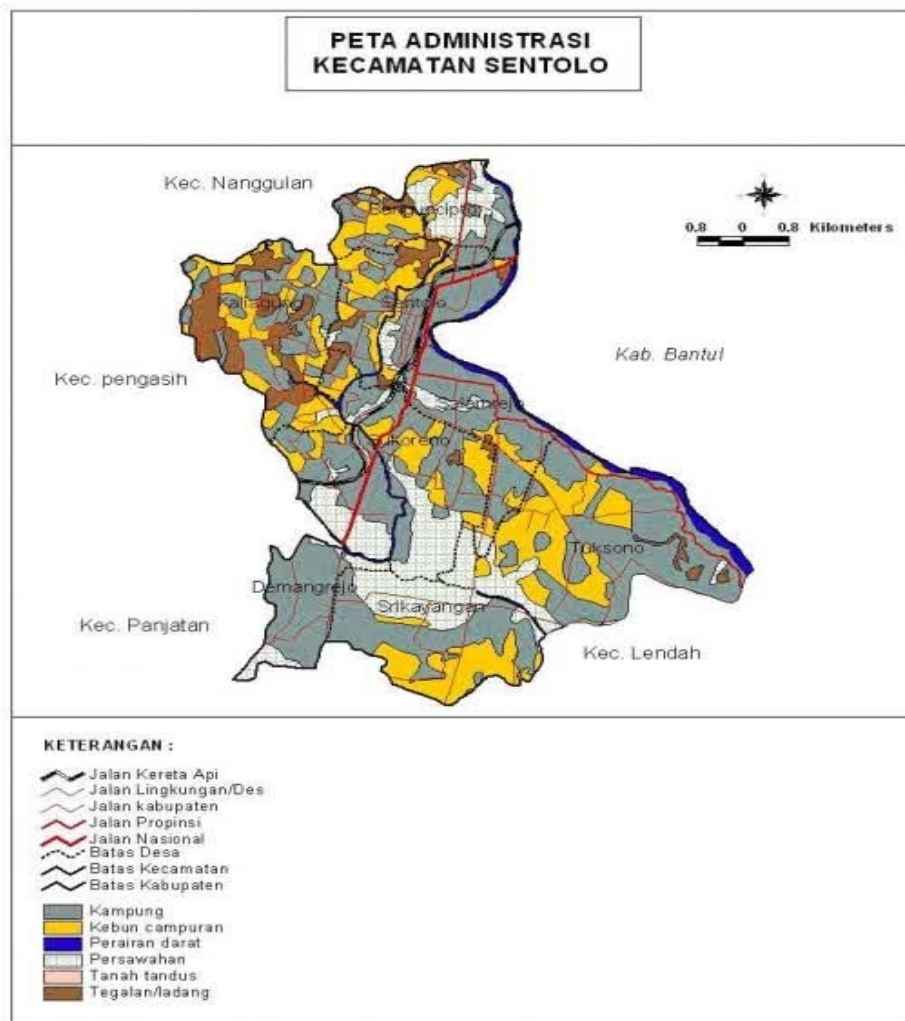 PETA ADMINISTRASI
KECAMATAN SENTOLO
Kec. Nanggulan
Banguncipto
0.8 0 0.8 Kilometers
Kaliagung
Sentolo
Kab. Bantul
Kec. pengasih
Sukoreno
Tuksono
Demangrejo
Srikayangan
Kec. Panjatan
Kec. Lendah
KETERANGAN :
Jalan Kereta Api
Jalan Lingkungan/Des
Jalan kabupaten
Jalan Propinsi
Jalan Nasional
Batas Desa
Batas Kecamatan
Batas Kabupaten
Kampung
Kebun campuran
Perairan darat
Persawahan
Tanah tandus
Tegalan/ladang